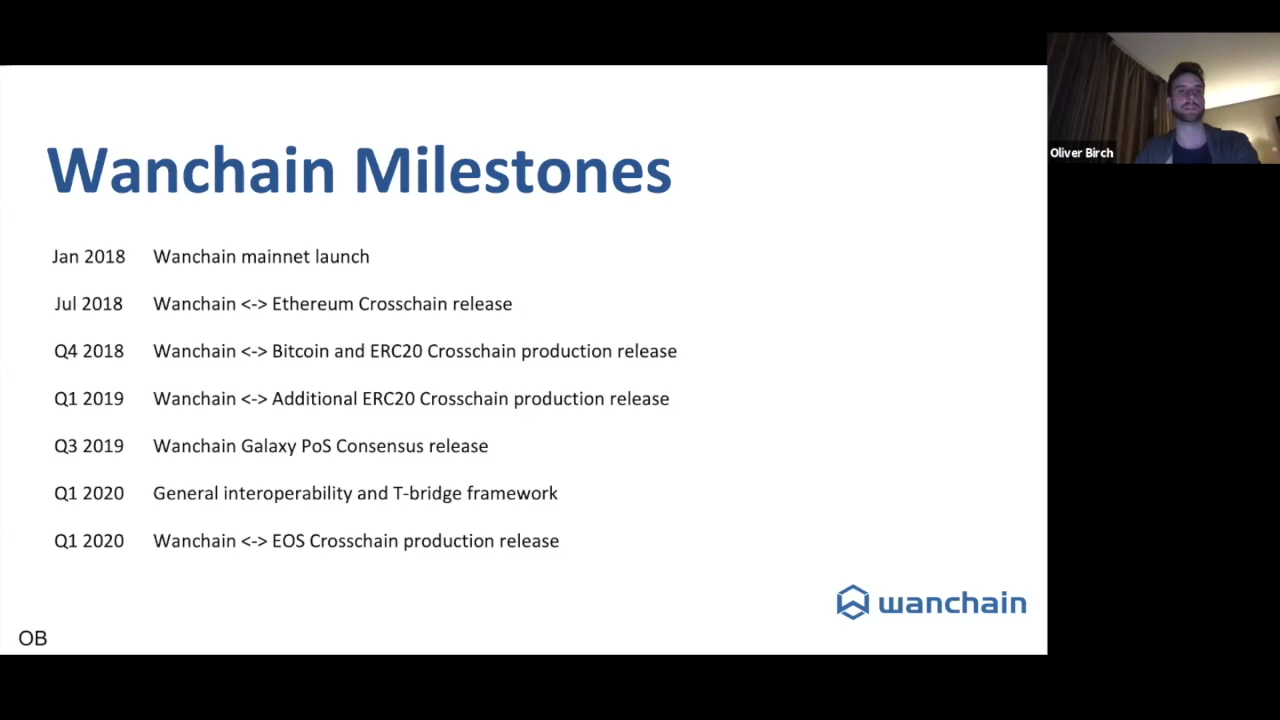 Wanchain Milestones
Oliver Birch
Jan 2018 Wanchain mainnet launch
Jul 2018 Wanchain <-> Ethereum Crosschain release
Q4 2018 Wanchain <-> Bitcoin and ERC20 Crosschain production release
Q1 2019 Wanchain <-> Additional ERC20 Crosschain production release
Q3 2019 Wanchain Galaxy PoS Consensus release
Q1 2020 General interoperability and T-bridge framework
Q1 2020 Wanchain <-> EOS Crosschain production release
wanchain
OB